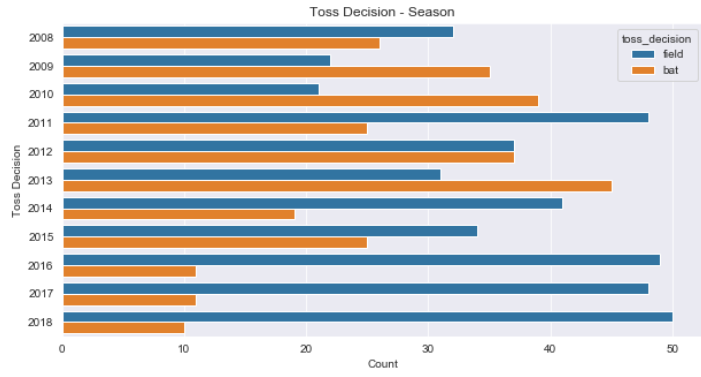 Toss Decision - Season
toss_decision
field
bat
Toss Decision
2008
2009
2010
2011
2012
2013
2014
2015
2016
2017
2018
0 10 20 30 40 50
Count